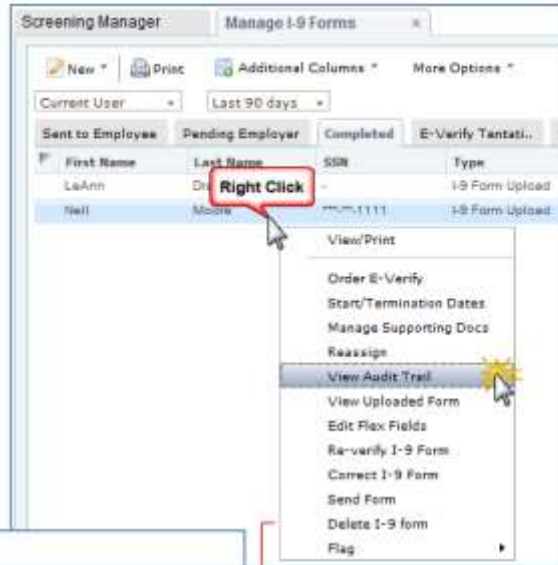 Screening Manager Manage I-9 Forms ×
New Print Additional Columns More Options
Current User Last 90 days
Sent to Employee Pending Employer Completed E-Verify Tentati..
First Name Last Name SSN Type
LeAnn - I-9 Form Upload
Right Click
Neil Moore ***-**-1111 I-9 Form Upload
View/Print
Order E-Verify
Start/Termination Dates
Manage Supporting Docs
Reassign
View Audit Trail
View Uploaded Form
Edit Flex Fields
Re-verify I-9 Form
Correct I-9 Form
Send Form
Delete I-9 form
Flag